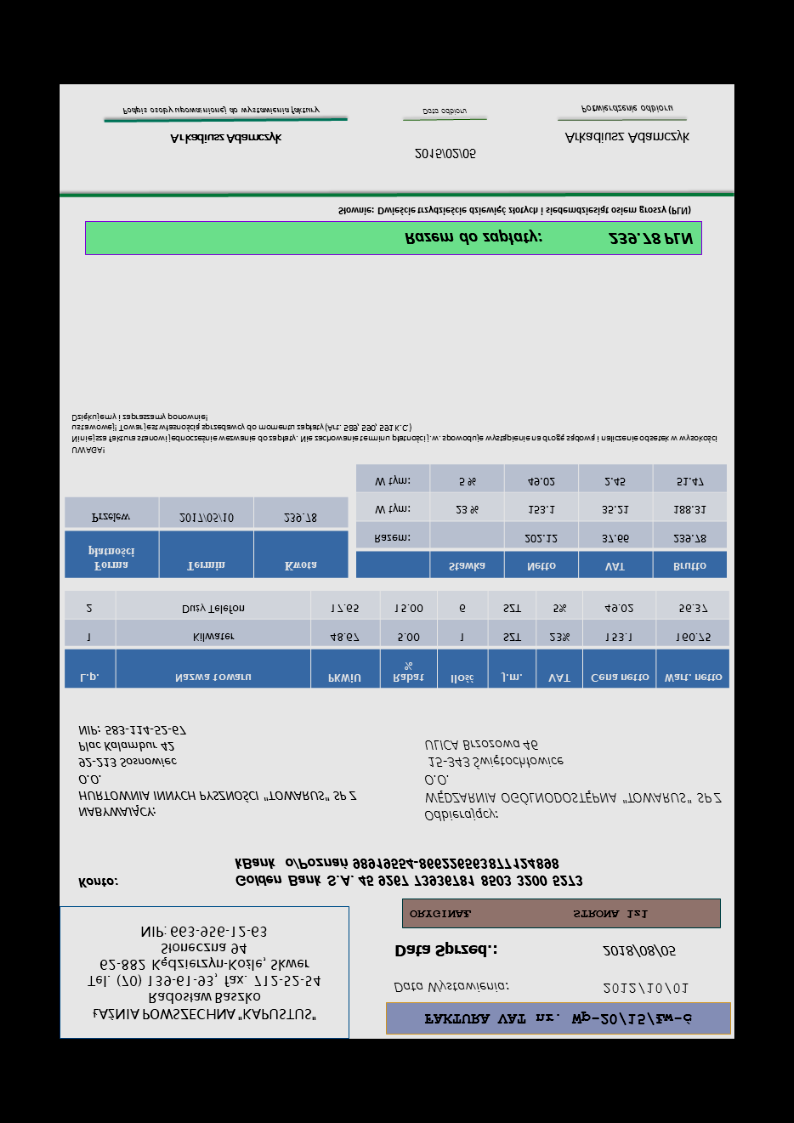 ŁAŹNIA POWSZECHNA "KAPUSTUS"
Radosław Baszko
Tel. (70) 139-61-93, fax. 712-52-54
62-882 Kędzierzyn-Koźle, Skwer
Słoneczna 94
NIP: 663-956-12-63
FAKTURA VAT nr. Wp-20/15/Łw-ó
Data Wystawienia: 2012/10/01
Data Sprzed.: 2018/08/05
ORYGINAŁ STRONA 1z1
Konto: Golden Bank S.A. 45 9267 73936781 8503 3200 5273
kBank o/Poznań 98919554-866226563877124898
NABYWAJĄCY:
HURTOWNIA INNYCH PYSZNOŚCI "TOWARUS" SP Z
O.O.
92-213 Sosnowiec
Plac Kalambur 42
NIP: 583-114-52-67
Odbierający:
WĘDZARNIA OGÓLNODOSTĘPNA "TOWARUS" SP Z
O.O.
15-343 Świętochłowice
ULICA Brzozowa 46
L.p. Nazwa towaru PKWiU Rabat % Ilość J.m. VAT Cena netto Wart. netto
1 Kilwater 48.67 5.00 1 SZT 23% 153.1 160.75
2 Duży Telefon 17.65 15.00 6 SZT 5% 49.02 56.37
Forma płatności Termin Kwota
Przelew 2017/05/10 239.78
Stawka Netto VAT Brutto
Razem: 202.12 37.66 239.78
W tym: 23 % 153.1 35.21 188.31
W tym: 5 % 49.02 2.45 51.47
UWAGA!
Niniejsza faktura stanowi jednocześnie wezwanie do zapłaty. Nie zachowanie terminu płatności j.w. spowoduje wystąpienie na drogę sądową i naliczenie odsetek w wysokości
ustawowej! Towar jest własnością sprzedawcy do momentu zapłaty (Art. 589, 590, 591 K.C.)
Dziękujemy i zapraszamy ponownie!
Razem do zapłaty: 239.78 PLN
Słownie: Dwieście trzydzieście dziewięć złotych i siedemdziesiąt osiem groszy (PLN)
Arkadiusz Adamczyk
Podpis osoby upoważnionej do wystawienia faktury
2015/02/05
Data odbioru
Arkadiusz Adamczyk
Potwierdzenie odbioru